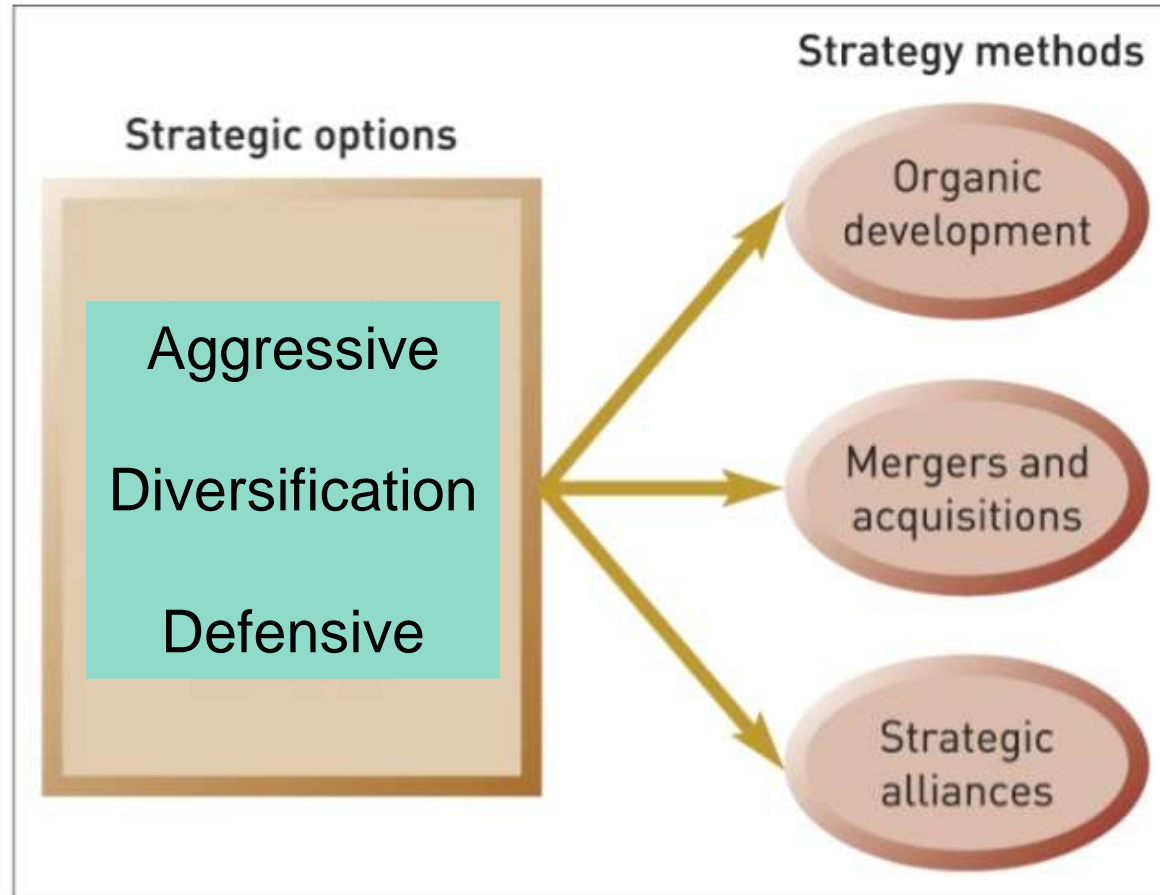 Strategy methods
Strategic options
Organic
development
Aggressive
Diversification
Defensive
Mergers and
acquisitions
Strategic
alliances